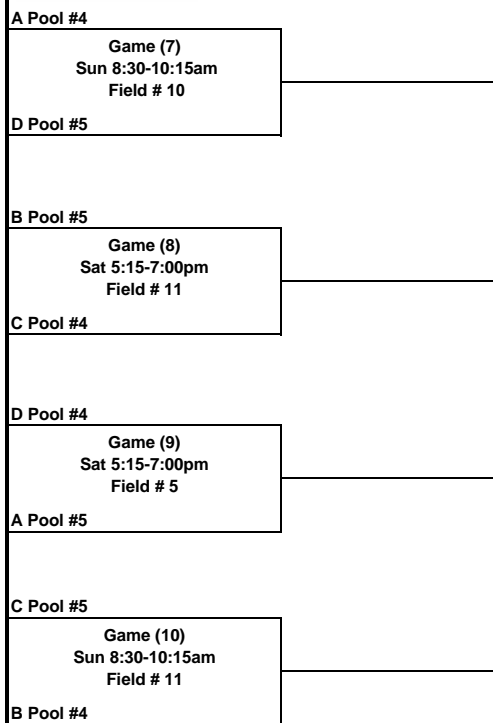 A Pool #4
Game (7)
Sun 8:30-10:15am
Field # 10
D Pool #5
B Pool #5
Game (8)
Sat 5:15-7:00pm
Field # 11
C Pool #4
D Pool #4
Game (9)
Sat 5:15-7:00pm
Field # 5
A Pool #5
C Pool #5
Game (10)
Sun 8:30-10:15am
Field # 11
B Pool #4